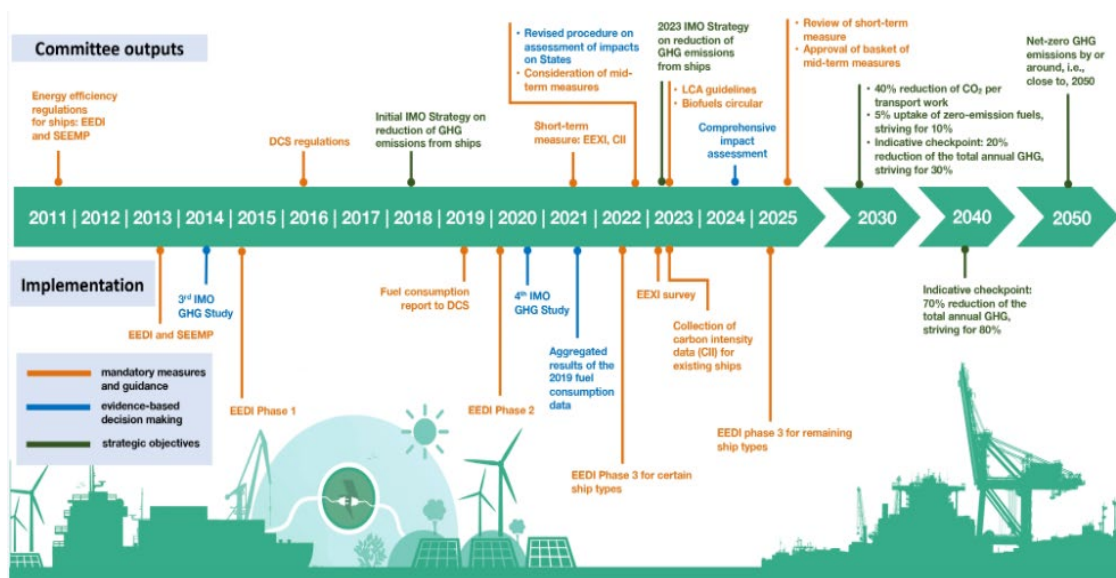 Committee outputs
Energy efficiency
regulations
for ships: EEDI
and SEEMP
DCS regulations
Initial IMO Strategy on
reduction of GHG
emissions from ships
• Revised procedure on
assessment of impacts
on States
• Consideration of mid-
term measures
Short-term
measure: EEXI, CII
2023 IMO Strategy
on reduction of
GHG emissions
from ships
• LCA guidelines
• Biofuels circular
Comprehensive
impact
assessment
• Review of short-term
measure
• Approval of basket of
mid-term measures
• 40% reduction of CO₂ per
transport work
• 5% uptake of zero-emission fuels,
striving for 10%
• Indicative checkpoint: 20%
reduction of the total annual GHG,
striving for 30%
Net-zero GHG
emissions by or
around, i.e.,
close to, 2050
2011 | 2012 | 2013 | 2014 | 2015 | 2016 | 2017 | 2018 | 2019 | 2020 | 2021 | 2022 | 2023 | 2024 | 2025
2030
2040
2050
Implementation
EEDI and SEEMP
3rd IMO
GHG Study
EEDI Phase 1
Fuel consumption
report to DCS
EEDI Phase 2
4th IMO
GHG Study
Aggregated
results of the
2019 fuel
consumption
data
EEDI Phase 3 for certain
ship types
EEXI survey
Collection of
carbon intensity
data (CII) for
existing ships
EEDI phase 3 for remaining
ship types
Indicative checkpoint:
70% reduction of the
total annual GHG,
striving for 80%
mandatory measures
and guidance
evidence-based
decision making
strategic objectives